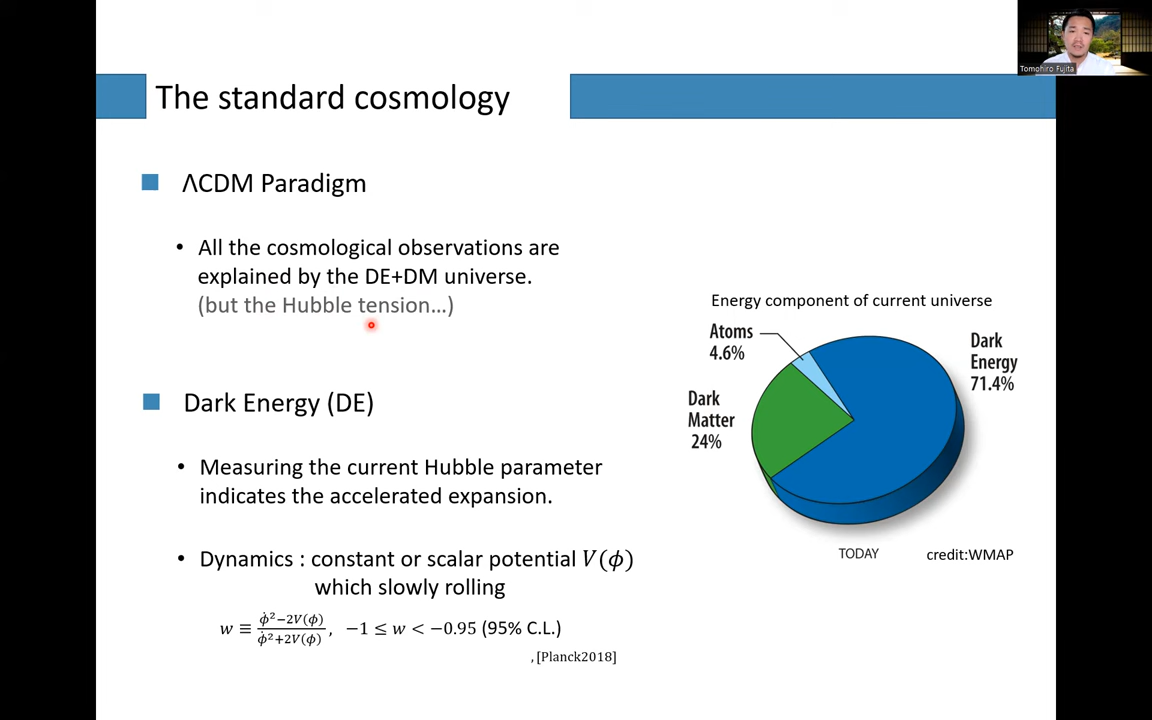 Tomohiro Fujita
The standard cosmology
ΛCDM Paradigm
• All the cosmological observations are
explained by the DE+DM universe.
(but the Hubble tension…)
Dark Energy (DE)
• Measuring the current Hubble parameter
indicates the accelerated expansion.
• Dynamics : constant or scalar potential V(ϕ)
which slowly rolling
w ≡ (ϕ̇²−2V(ϕ))/(ϕ̇²+2V(ϕ)), −1 ≤ w < −0.95 (95% C.L.)
, [Planck2018]
Energy component of current universe
Atoms
4.6%
Dark
Energy
71.4%
Dark
Matter
24%
TODAY
credit:WMAP